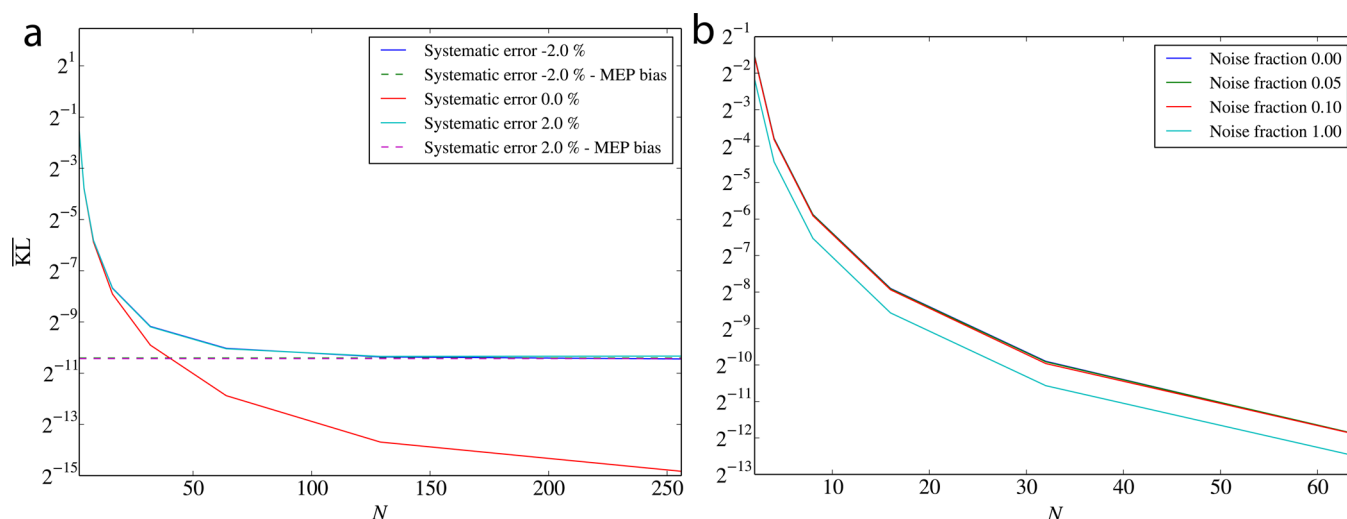 a
2^1
2^−1
2^−3
2^−5
2^−7
2^−9
2^−11
2^−13
2^−15
K̅L̅
50
100
150
200
250
N
Systematic error -2.0 %
Systematic error -2.0 % - MEP bias
Systematic error 0.0 %
Systematic error 2.0 %
Systematic error 2.0 % - MEP bias
b
2^−1
2^−2
2^−3
2^−4
2^−5
2^−6
2^−7
2^−8
2^−9
2^−10
2^−11
2^−12
2^−13
10
20
30
40
50
60
N
Noise fraction 0.00
Noise fraction 0.05
Noise fraction 0.10
Noise fraction 1.00